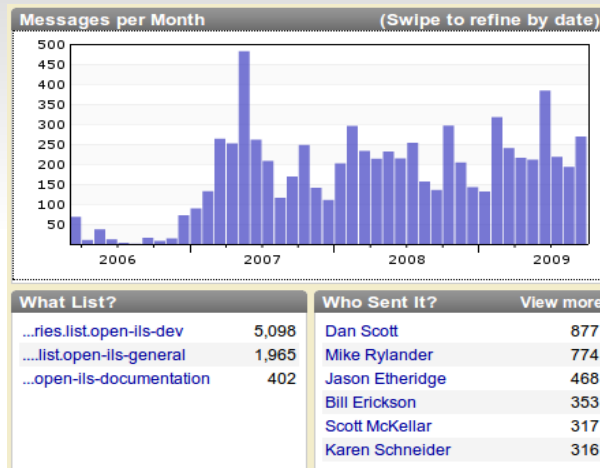 Messages per Month (Swipe to refine by date)
500
450
400
350
300
250
200
150
100
50
2006 2007 2008 2009
What List?
...ries.list.open-ils-dev 5,098
....list.open-ils-general 1,965
...open-ils-documentation 402
Who Sent It? View more
Dan Scott 877
Mike Rylander 774
Jason Etheridge 468
Bill Erickson 353
Scott McKellar 317
Karen Schneider 316